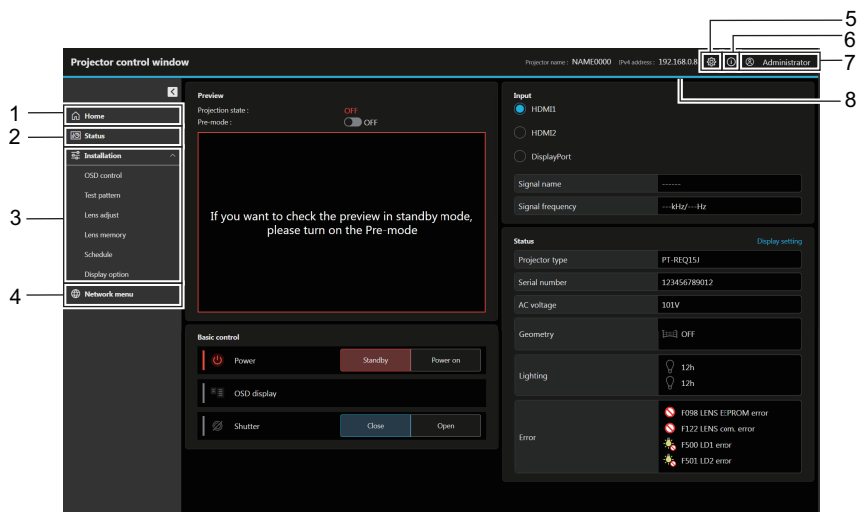 5
6
7
8
1
2
3
4
Projector control window
Projector name : NAME0000 IPv4 address : 192.168.0.8
Administrator
Home
Status
Installation
OSD control
Test pattern
Lens adjust
Lens memory
Schedule
Display option
Network menu
Preview
Projection state : OFF
Pre-mode : OFF
If you want to check the preview in standby mode,
please turn on the Pre-mode
Basic control
Power Standby Power on
OSD display
Shutter Close Open
Input
HDMI1
HDMI2
DisplayPort
Signal name ------
Signal frequency ---kHz/---Hz
Status Display setting
Projector type PT-REQ15J
Serial number 123456789012
AC voltage 101V
Geometry OFF
Lighting
12h
12h
Error
F098 LENS EEPROM error
F122 LENS com. error
F500 LD1 error
F501 LD2 error